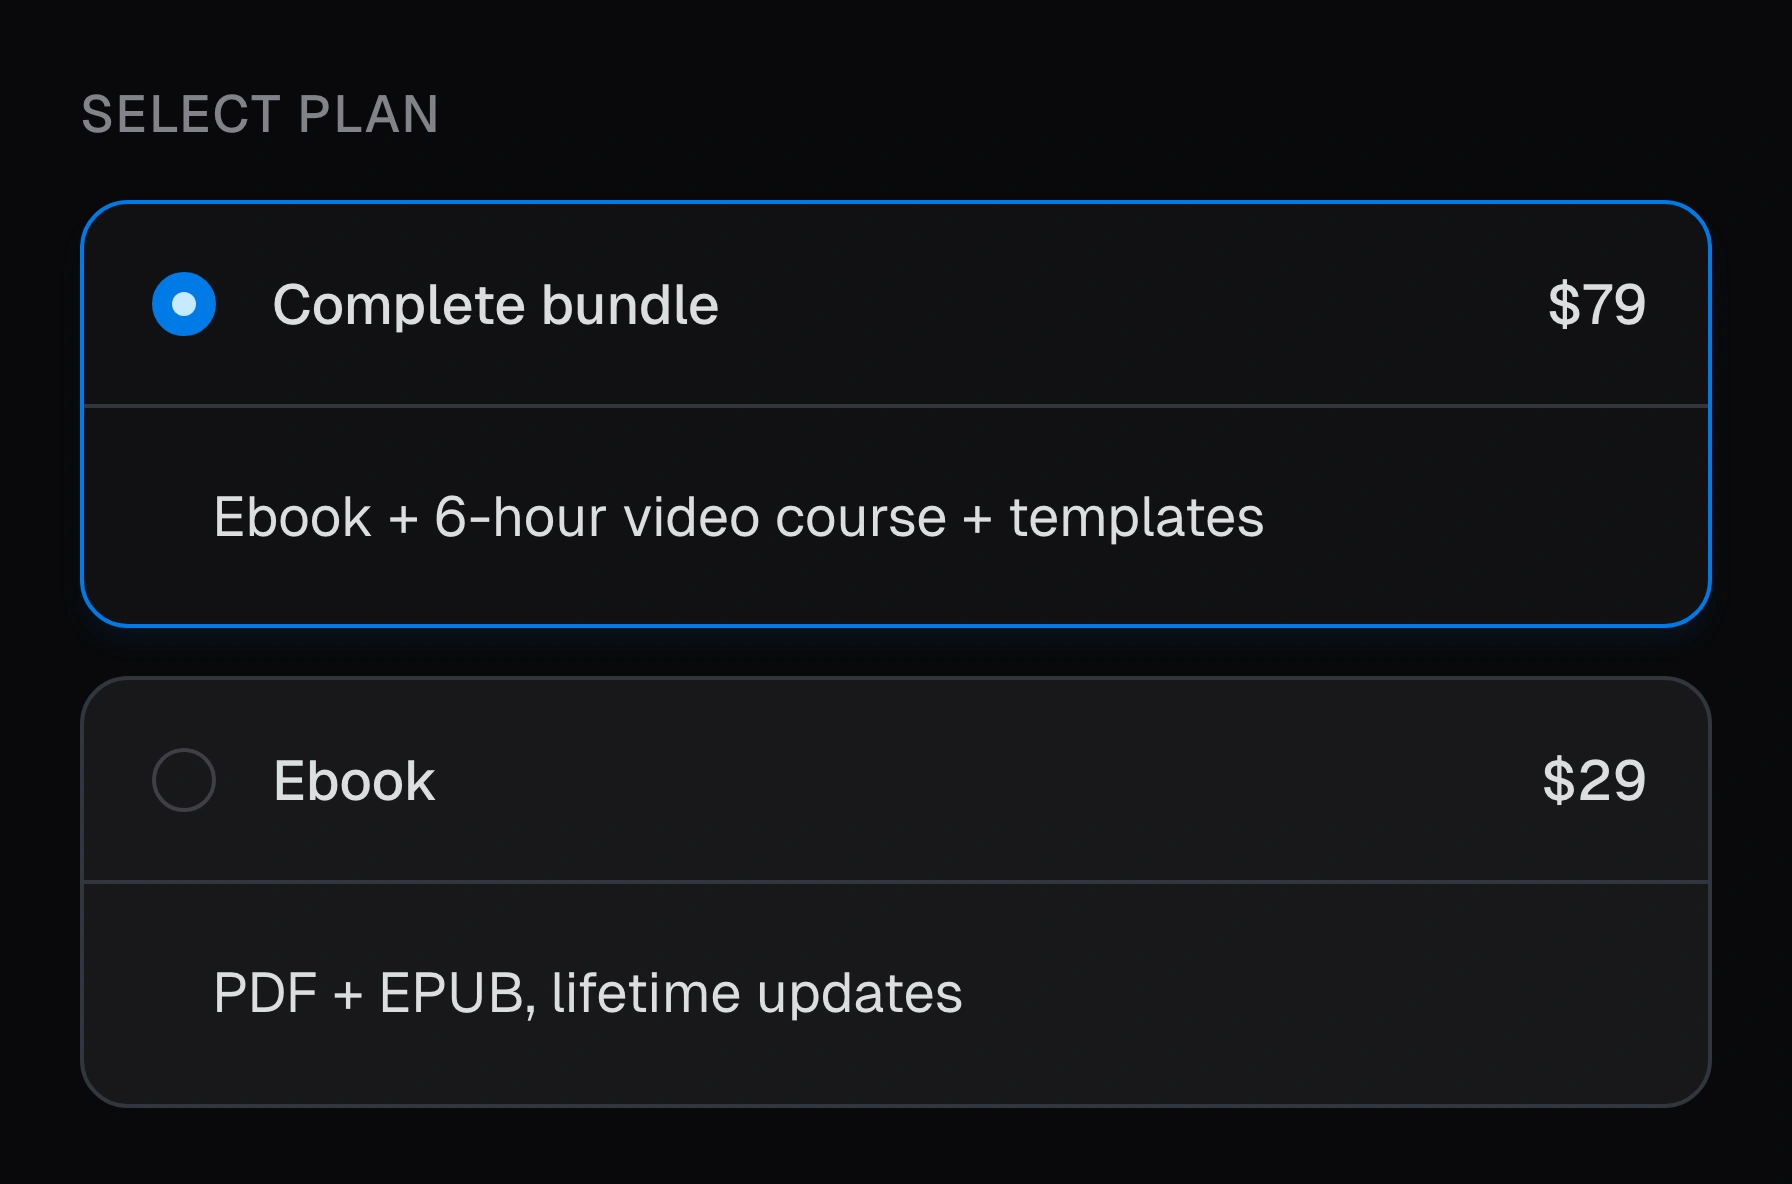 SELECT PLAN
Complete bundle $79
Ebook + 6-hour video course + templates
Ebook $29
PDF + EPUB, lifetime updates